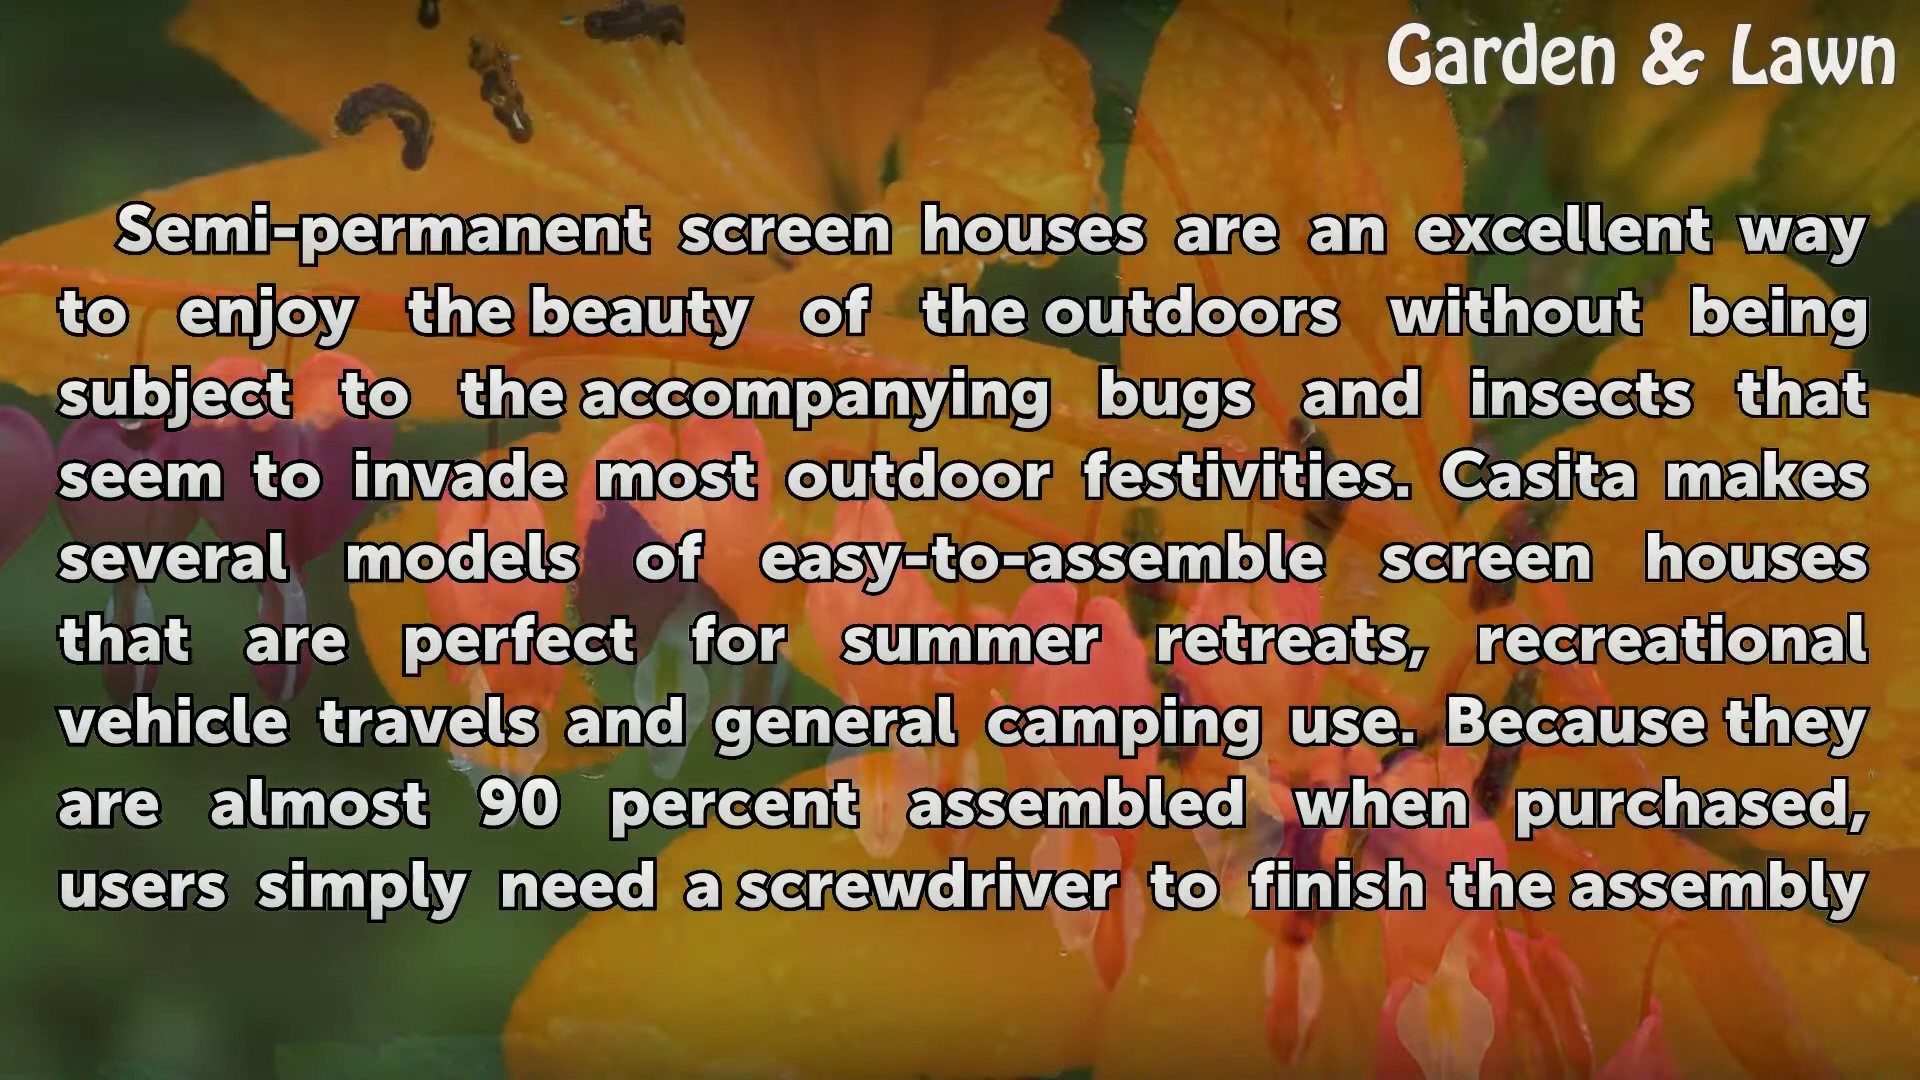 Garden & Lawn
Semi-permanent screen houses are an excellent way
to enjoy the beauty of the outdoors without being
subject to the accompanying bugs and insects that
seem to invade most outdoor festivities. Casita makes
several models of easy-to-assemble screen houses
that are perfect for summer retreats, recreational
vehicle travels and general camping use. Because they
are almost 90 percent assembled when purchased,
users simply need a screwdriver to finish the assembly